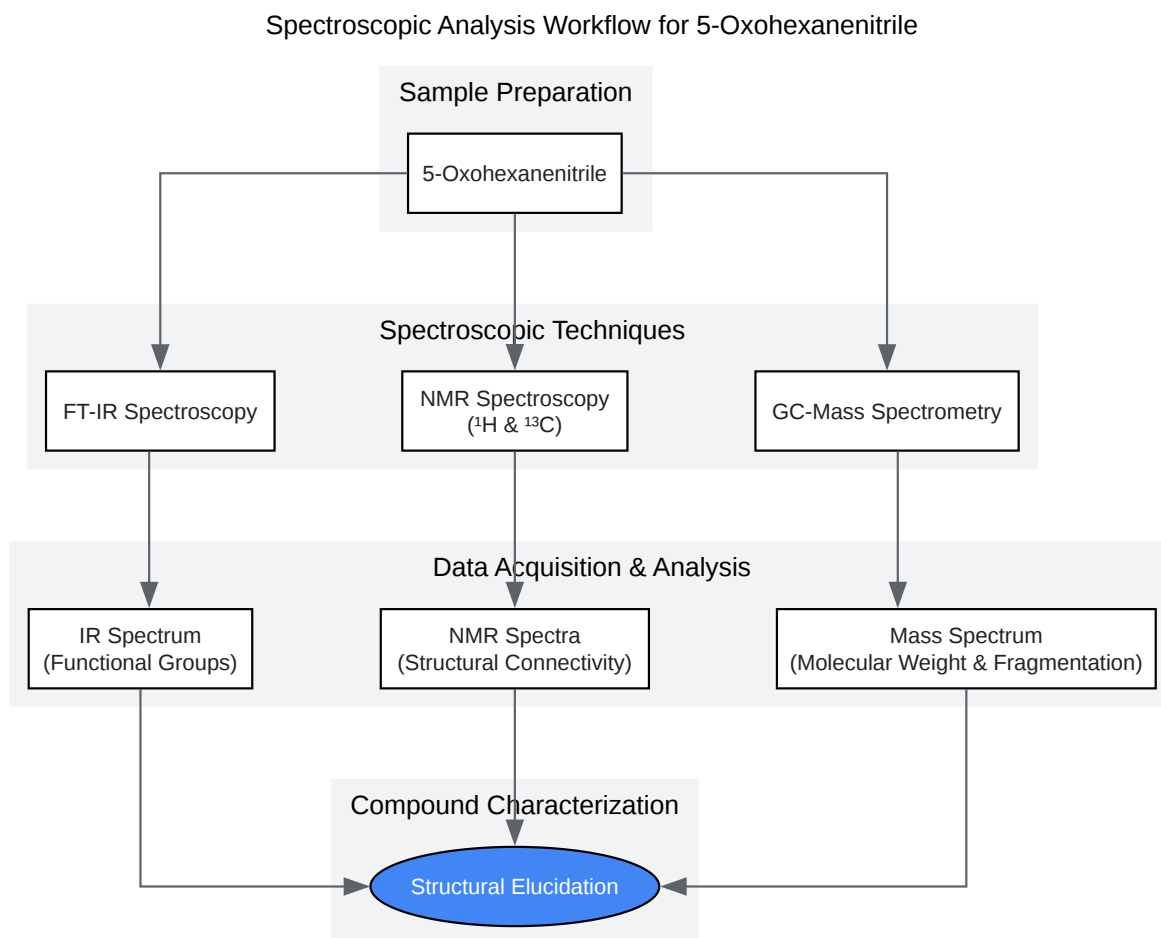 Spectroscopic Analysis Workflow for 5-Oxohexanenitrile
Sample Preparation
5-Oxohexanenitrile
Spectroscopic Techniques
FT-IR Spectroscopy
NMR Spectroscopy
(¹H & ¹³C)
GC-Mass Spectrometry
Data Acquisition & Analysis
IR Spectrum
(Functional Groups)
NMR Spectra
(Structural Connectivity)
Mass Spectrum
(Molecular Weight & Fragmentation)
Compound Characterization
Structural Elucidation